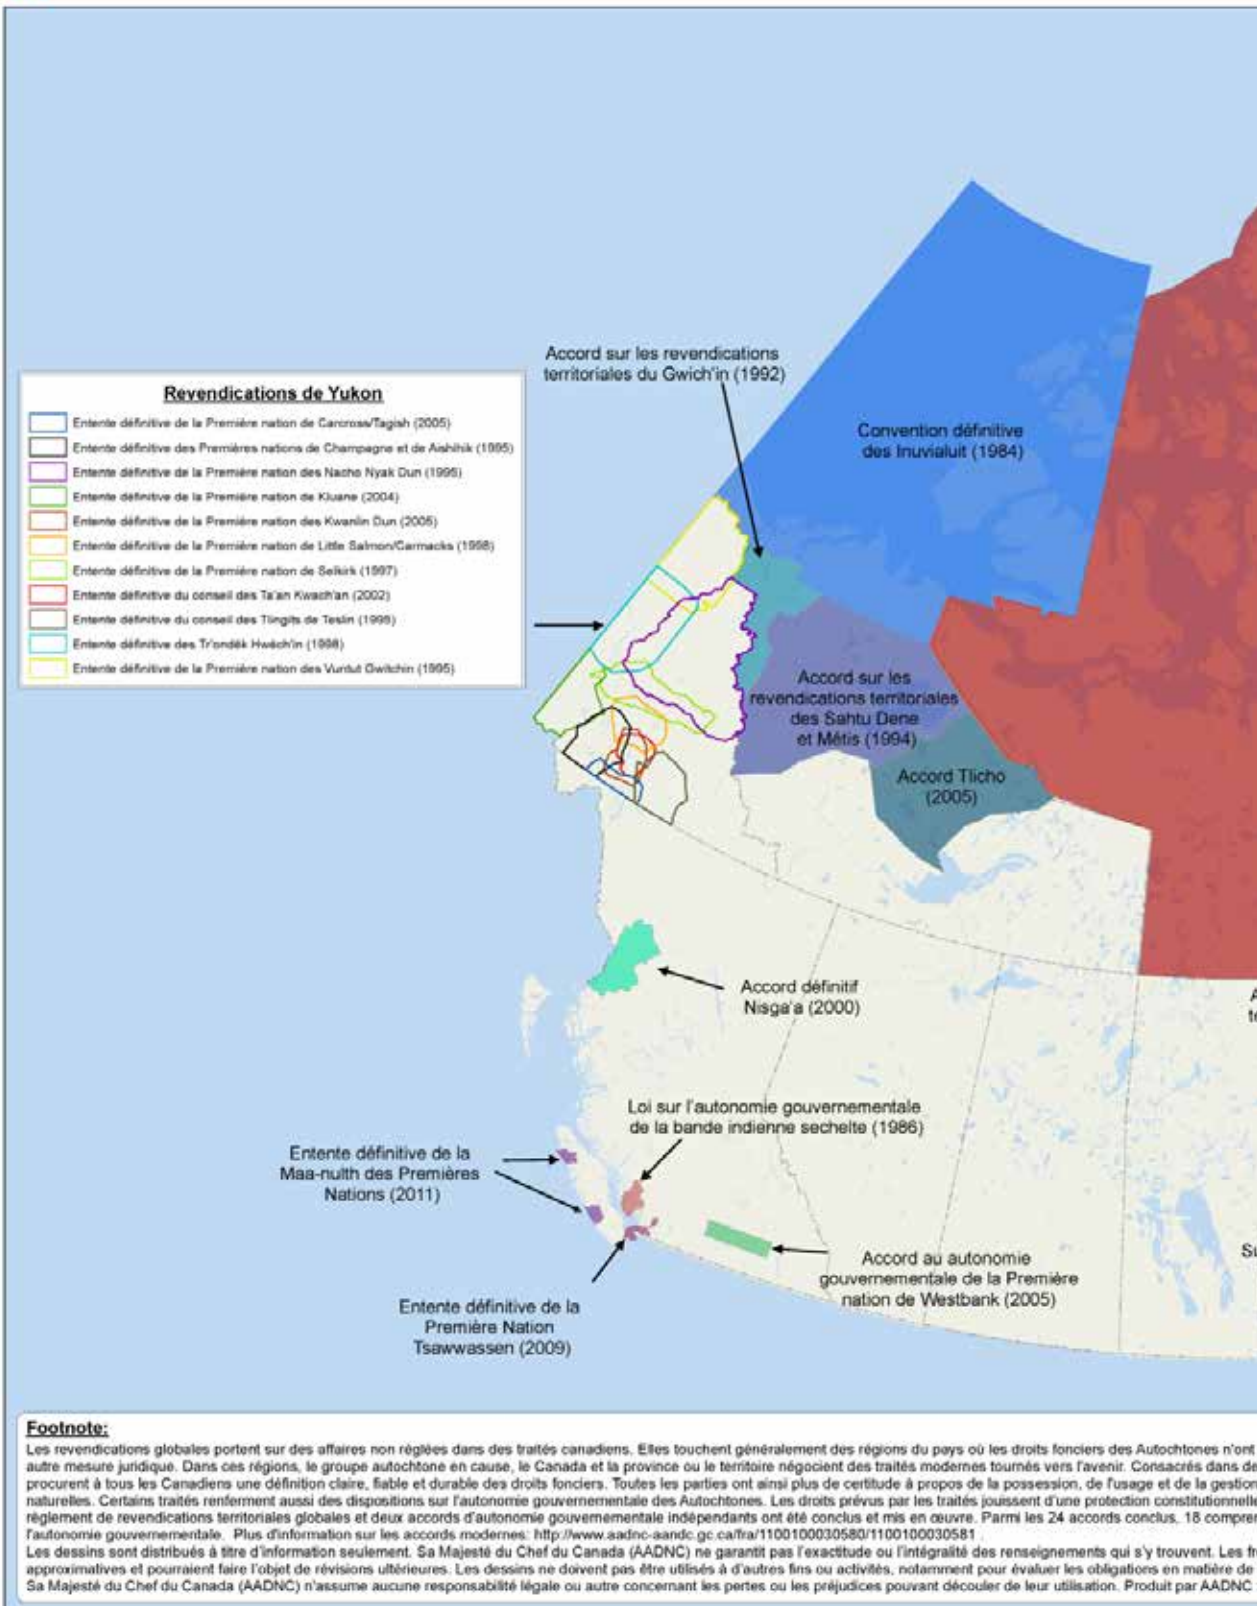 Accord sur les revendications
territoriales du Gwich'in (1992)
Convention définitive
des Inuvialuit (1984)
Revendications de Yukon
Entente définitive de la Première nation de Carcross/Tagish (2005)
Entente définitive des Premières nations de Champagne et de Aishihik (1995)
Entente définitive de la Première nation des Nacho Nyak Dun (1995)
Entente définitive de la Première nation de Kluane (2004)
Entente définitive de la Première nation des Kwanlin Dun (2005)
Entente définitive de la Première nation de Little Salmon/Carmacks (1998)
Entente définitive de la Première nation de Selkirk (1997)
Entente définitive du conseil des Ta'an Kwach'an (2002)
Entente définitive du conseil des Tlingits de Teslin (1995)
Entente définitive des Tr'ondëk Hwëch'in (1998)
Entente définitive de la Première nation des Vuntut Gwitchin (1995)
Accord sur les
revendications territoriales
des Sahtu Dene
et Métis (1994)
Accord Tlicho
(2005)
Accord définitif
Nisga'a (2000)
Loi sur l'autonomie gouvernementale
de la bande indienne sechelte (1986)
Entente définitive de la
Maa-nulth des Premières
Nations (2011)
Accord au autonomie
gouvernementale de la Première
nation de Westbank (2005)
Entente définitive de la
Première Nation
Tsawwassen (2009)
Footnote:
Les revendications globales portent sur des affaires non réglées dans des traités canadiens. Elles touchent généralement des régions du pays où les droits fonciers des Autochtones n'ont
autre mesure juridique. Dans ces régions, le groupe autochtone en cause, le Canada et la province ou le territoire négocient des traités modernes tournés vers l'avenir. Consacrés dans de
procurent à tous les Canadiens une définition claire, fiable et durable des droits fonciers. Toutes les parties ont ainsi plus de certitude à propos de la possession, de l'usage et de la gestion
naturelles. Certains traités renferment aussi des dispositions sur l'autonomie gouvernementale des Autochtones. Les droits prévus par les traités jouissent d'une protection constitutionnelle
règlement de revendications territoriales globales et deux accords d'autonomie gouvernementale indépendants ont été conclus et mis en œuvre. Parmi les 24 accords conclus, 18 compren
l'autonomie gouvernementale. Plus d'information sur les accords modernes: http://www.aadnc-aandc.gc.ca/fra/1100100030580/1100100030581 .
Les dessins sont distribués à titre d'information seulement. Sa Majesté du Chef du Canada (AADNC) ne garantit pas l'exactitude ou l'intégralité des renseignements qui s'y trouvent. Les fr
approximatives et pourraient faire l'objet de révisions ultérieures. Les dessins ne doivent pas être utilisés à d'autres fins ou activités, notamment pour évaluer les obligations en matière de
Sa Majesté du Chef du Canada (AADNC) n'assume aucune responsabilité légale ou autre concernant les pertes ou les préjudices pouvant découler de leur utilisation. Produit par AADNC